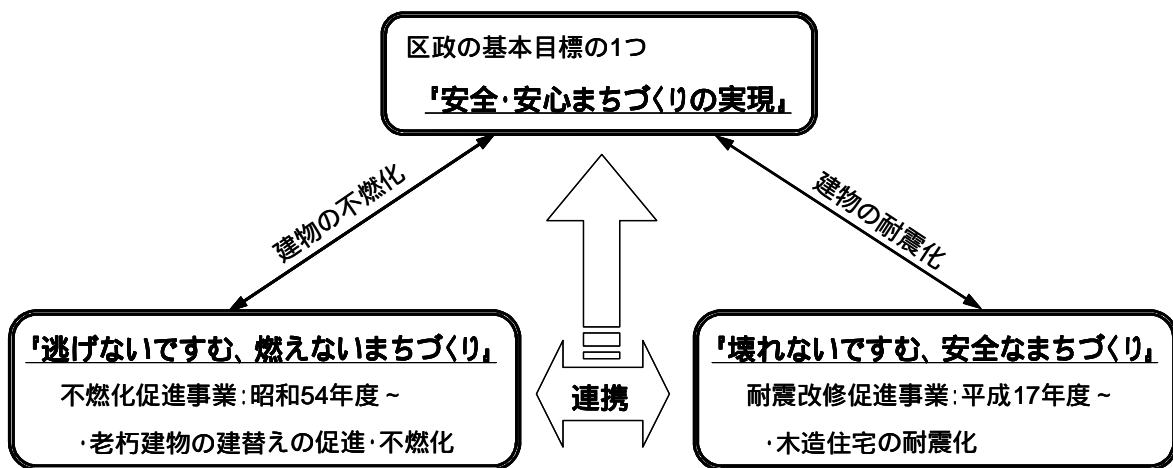 区政の基本目標の1つ
『安全・安心まちづくりの実現』
建物の不燃化
建物の耐震化
『逃げないですむ、燃えないまちづくり』
不燃化促進事業:昭和54年度~
・老朽建物の建替えの促進・不燃化
連携
『壊れないですむ、安全なまちづくり』
耐震改修促進事業:平成17年度~
・木造住宅の耐震化